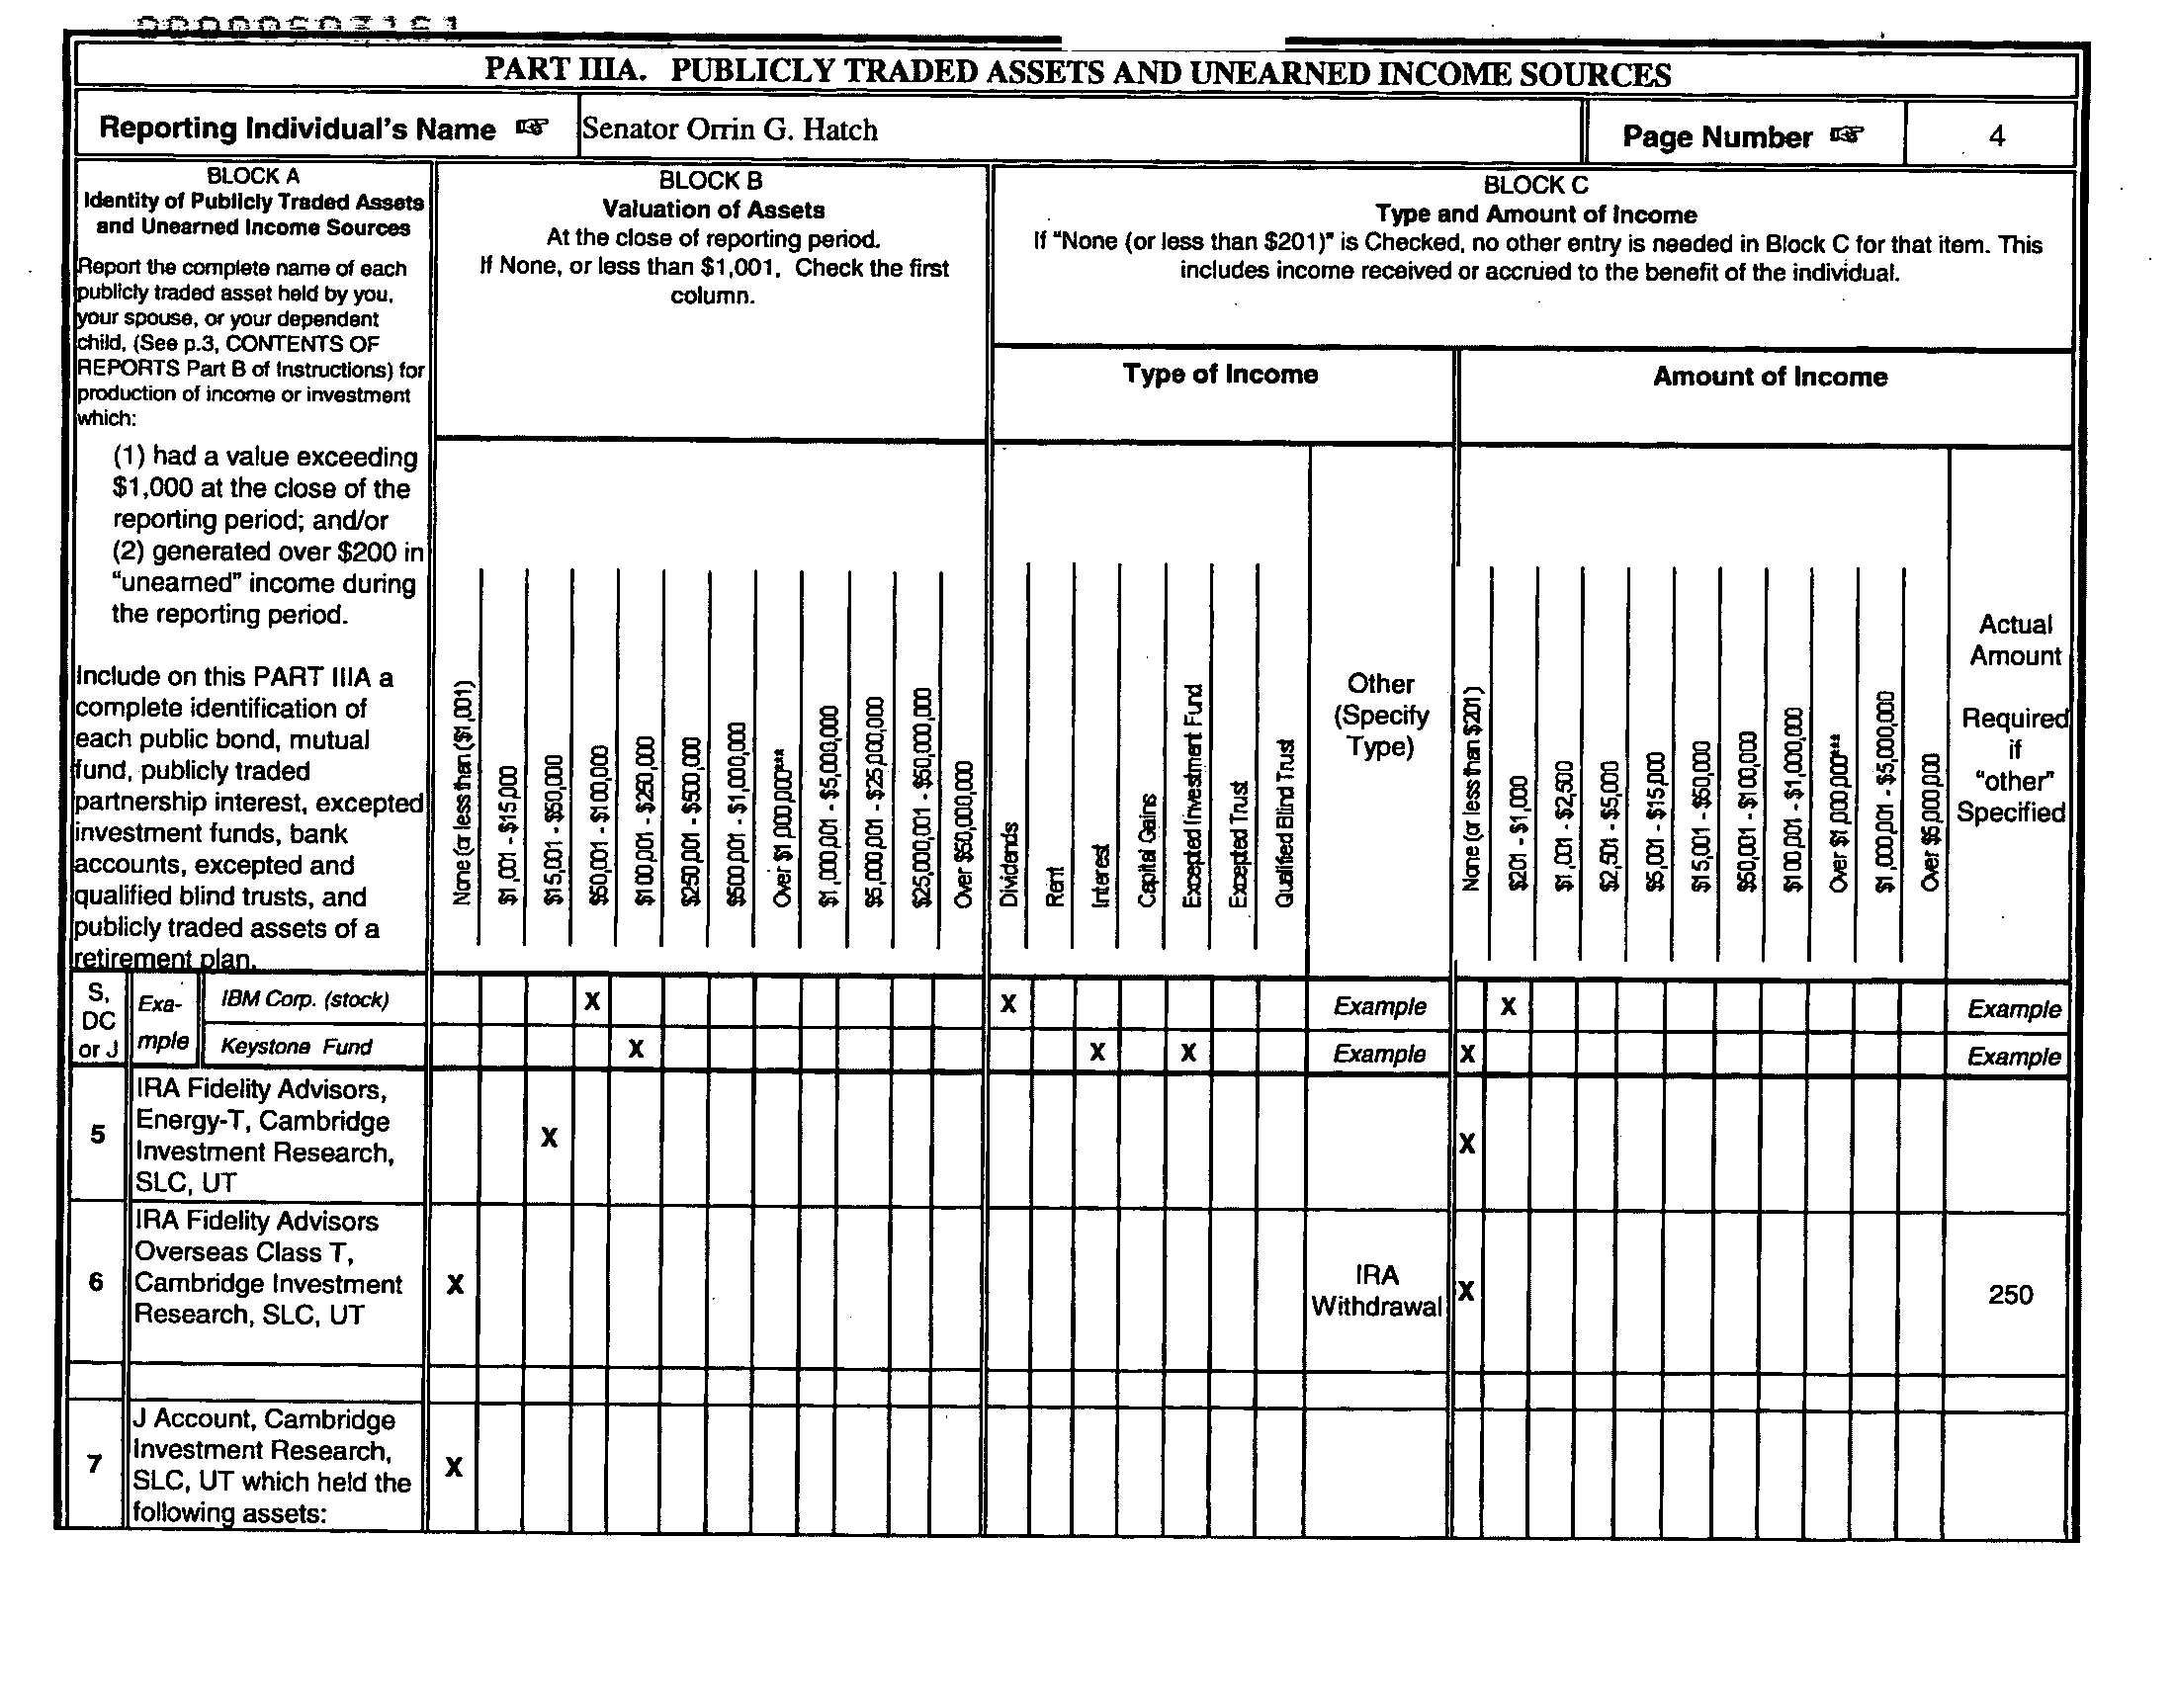 PART IIIA. PUBLICLY TRADED ASSETS AND UNEARNED INCOME SOURCES
Reporting Individual's Name ☞ Senator Orrin G. Hatch Page Number ☞ 4
BLOCK A
Identity of Publicly Traded Assets
and Unearned Income Sources
Report the complete name of each
publicly traded asset held by you,
your spouse, or your dependent
child, (See p.3, CONTENTS OF
REPORTS Part B of Instructions) for
production of income or investment
which:
(1) had a value exceeding
$1,000 at the close of the
reporting period; and/or
(2) generated over $200 in
"unearned" income during
the reporting period.
Include on this PART IIIA a
complete identification of
each public bond, mutual
fund, publicly traded
partnership interest, excepted
investment funds, bank
accounts, excepted and
qualified blind trusts, and
publicly traded assets of a
retirement plan.
BLOCK B
Valuation of Assets
At the close of reporting period.
If None, or less than $1,001, Check the first
column.
None (or less than ($1,001)
$1,001 - $15,000
$15,001 - $50,000
$50,001 - $100,000
$100,001 - $250,000
$250,001 - $500,000
$500,001 - $1,000,000
Over $1,000,000***
$1,000,001 - $5,000,000
$5,000,001 - $25,000,000
$25,000,001 - $50,000,000
Over $50,000,000
BLOCK C
Type and Amount of Income
If "None (or less than $201)" is Checked, no other entry is needed in Block C for that item. This
includes income received or accrued to the benefit of the individual.
Type of Income
Dividends
Rent
Interest
Capital Gains
Excepted Investment Fund
Excepted Trust
Qualified Blind Trust
Other
(Specify
Type)
Amount of Income
None (or less than $201)
$201 - $1,000
$1,001 - $2,500
$2,501 - $5,000
$5,001 - $15,000
$15,001 - $50,000
$50,001 - $100,000
$100,001 - $1,000,000
Over $1,000,000***
$1,000,001 - $5,000,000
Over $5,000,000
Actual
Amount
Required
if
"other"
Specified
S,
DC
or J
Exa-
mple
IBM Corp. (stock) X X Example X Example
Keystone Fund X X X Example X Example
5
IRA Fidelity Advisors,
Energy-T, Cambridge
Investment Research,
SLC, UT
X X
6
IRA Fidelity Advisors
Overseas Class T,
Cambridge Investment
Research, SLC, UT
X
IRA
Withdrawal
X 250
7
J Account, Cambridge
Investment Research,
SLC, UT which held the
following assets:
X